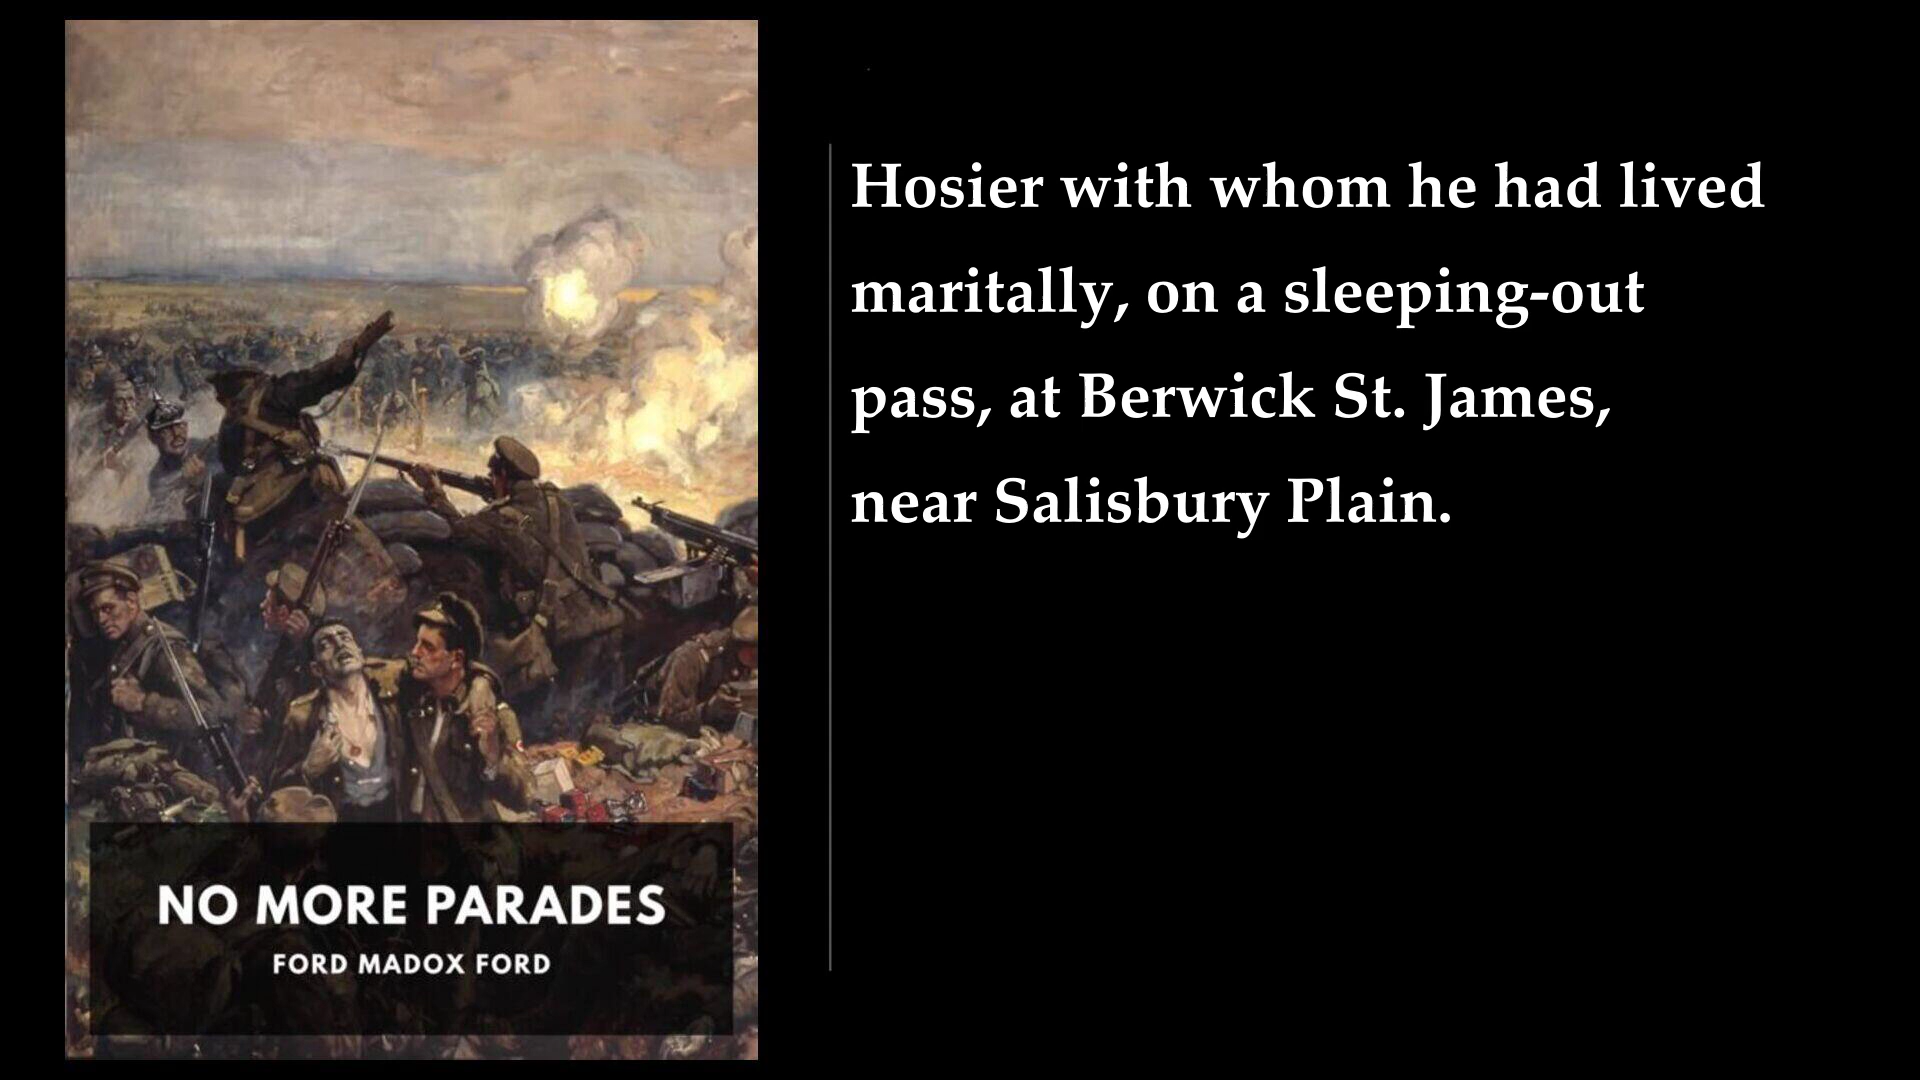 Hosier with whom he had lived
maritally, on a sleeping-out
pass, at Berwick St. James,
near Salisbury Plain.
NO MORE PARADES
FORD MADOX FORD